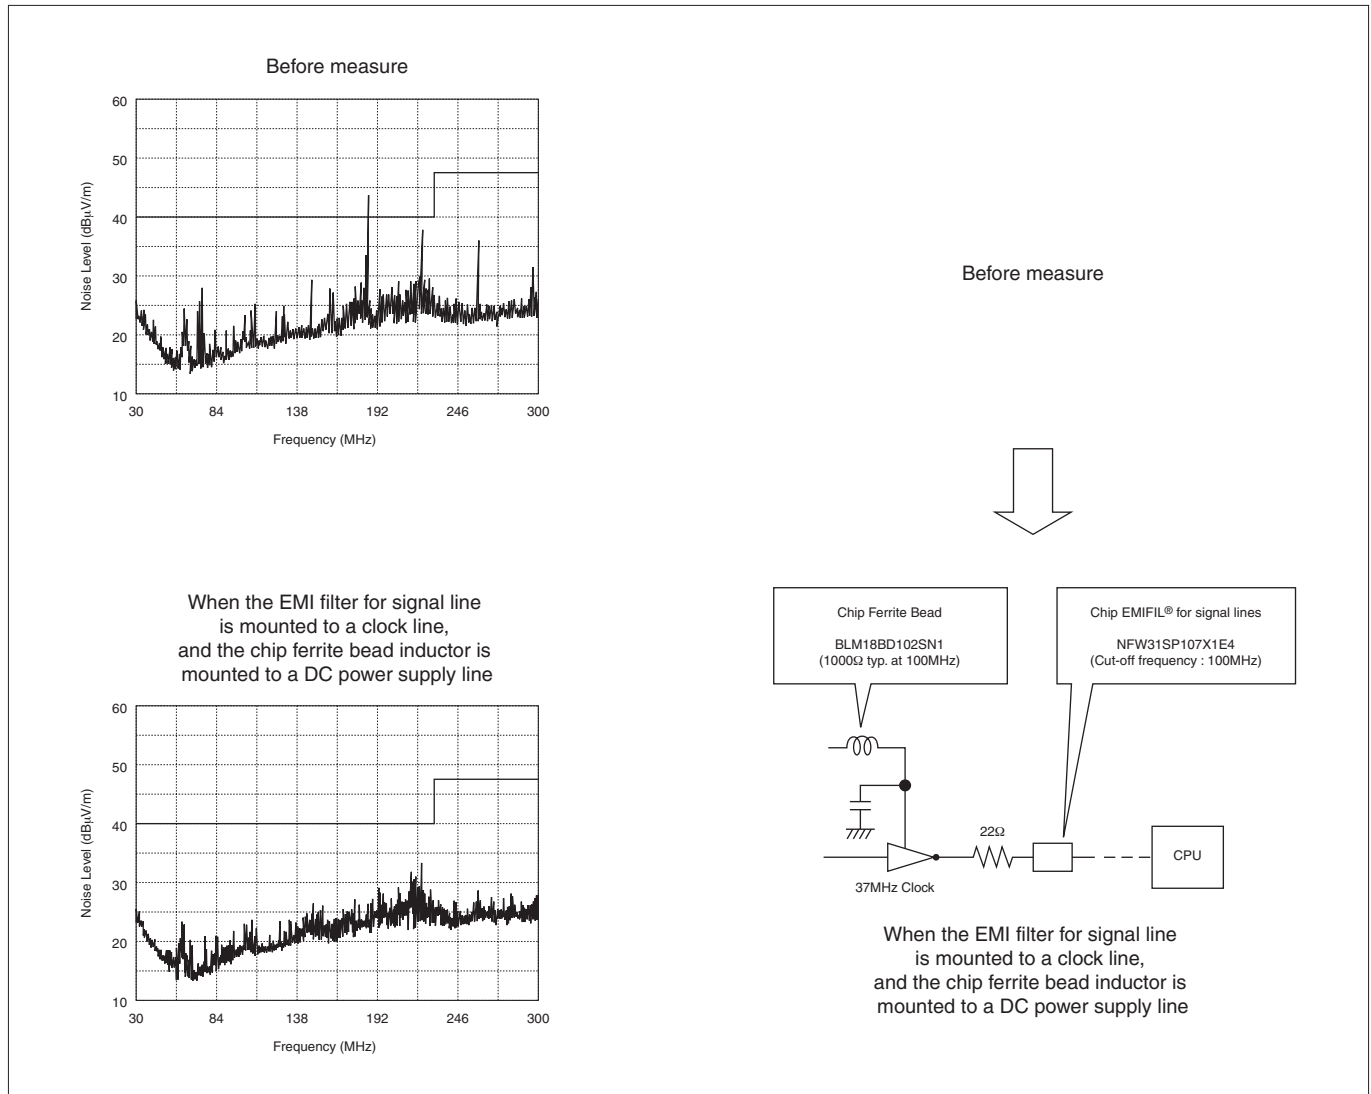 Before measure
60
50
40
30
20
10
Noise Level (dBµV/m)
30 84 138 192 246 300
Frequency (MHz)
Before measure
When the EMI filter for signal line
is mounted to a clock line,
and the chip ferrite bead inductor is
mounted to a DC power supply line
60
50
40
30
20
10
Noise Level (dBµV/m)
30 84 138 192 246 300
Frequency (MHz)
Chip Ferrite Bead
BLM18BD102SN1
(1000Ω typ. at 100MHz)
Chip EMIFIL® for signal lines
NFW31SP107X1E4
(Cut-off frequency : 100MHz)
22Ω
CPU
37MHz Clock
When the EMI filter for signal line
is mounted to a clock line,
and the chip ferrite bead inductor is
mounted to a DC power supply line